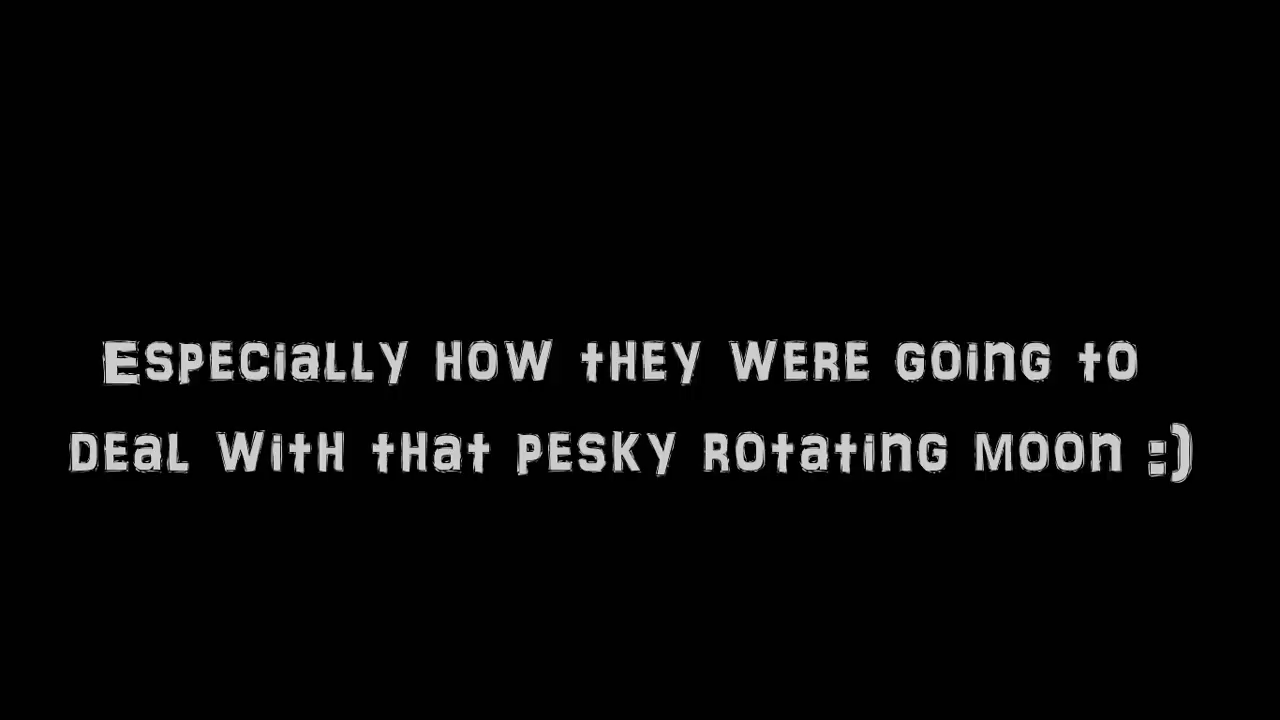 Especially how they were going to
deal with that pesky rotating moon :)